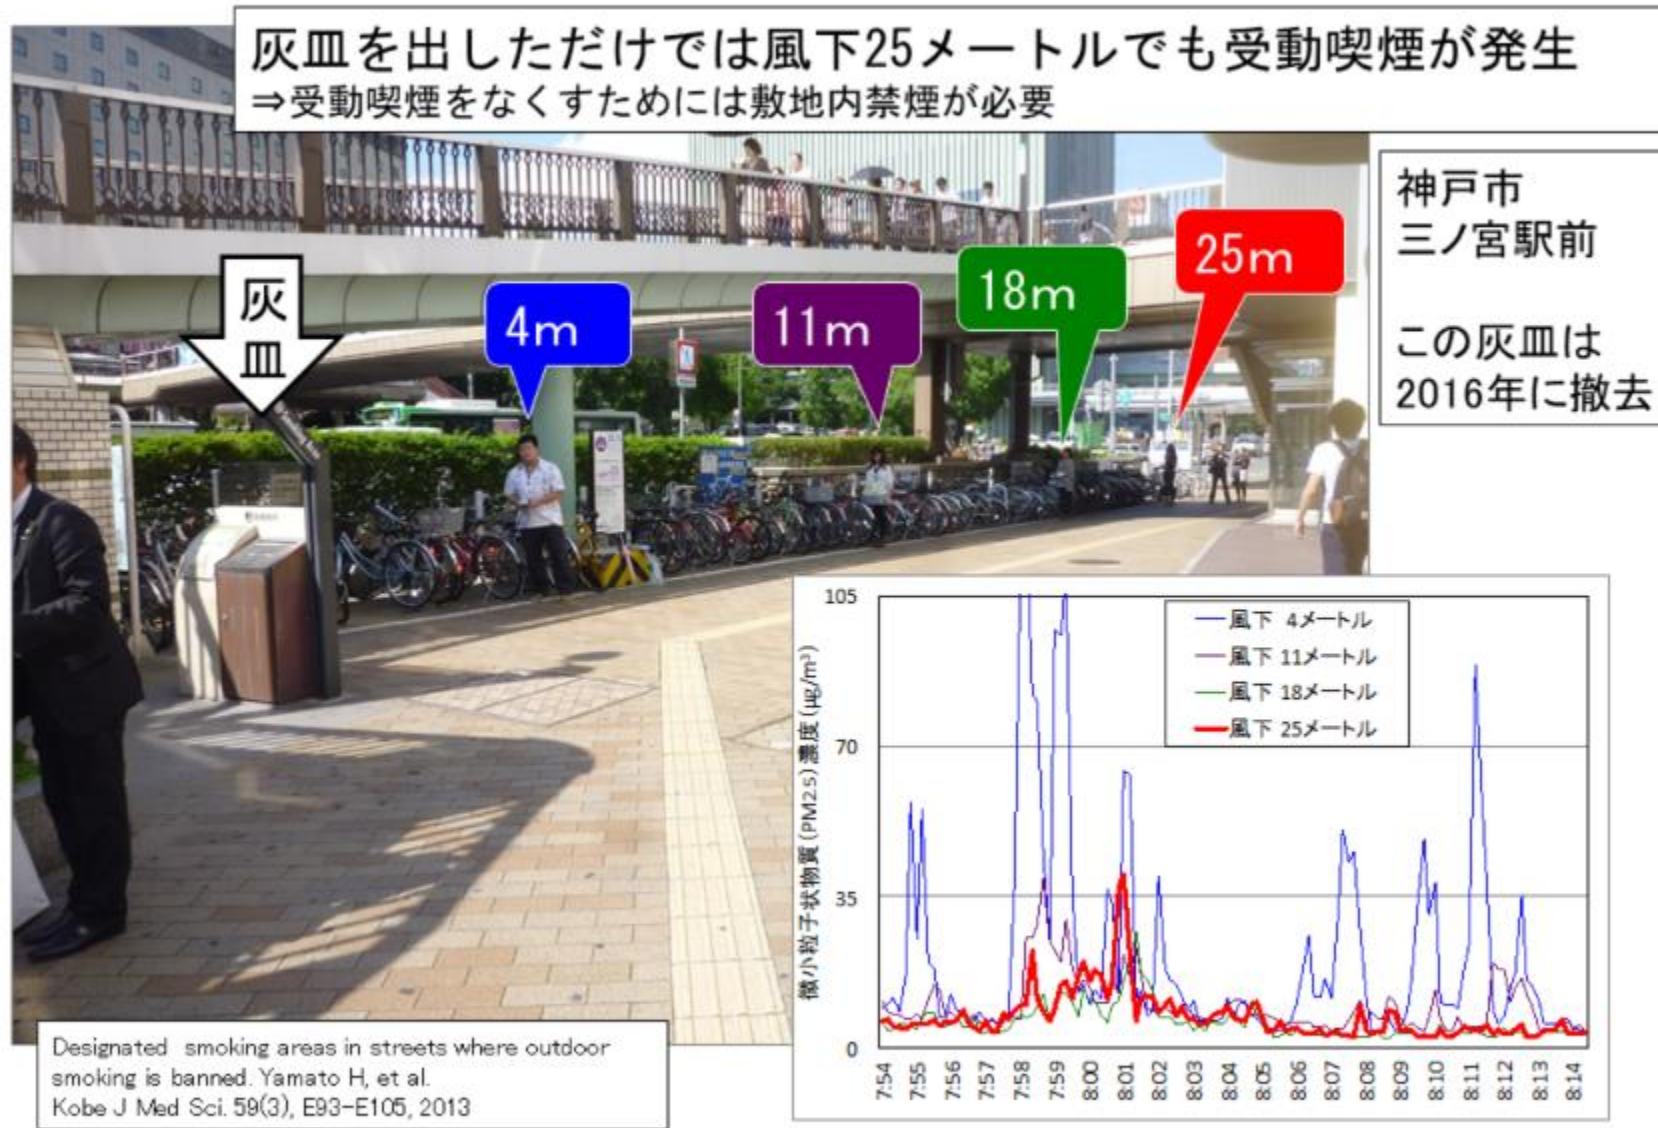 灰皿を出しただけでは風下25メートルでも受動喫煙が発生
⇒受動喫煙をなくすためには敷地内禁煙が必要
神戸市
三ノ宮駅前
この灰皿は
2016年に撤去
灰
皿
4m
11m
18m
25m
微小粒子状物質(PM2.5)濃度(μg/m³)
105
70
35
0
風下 4メートル
風下 11メートル
風下 18メートル
風下 25メートル
7:54
7:55
7:56
7:57
7:58
7:59
8:00
8:01
8:02
8:03
8:04
8:05
8:06
8:07
8:08
8:09
8:10
8:11
8:12
8:13
8:14
Designated smoking areas in streets where outdoor
smoking is banned. Yamato H, et al.
Kobe J Med Sci. 59(3), E93-E105, 2013